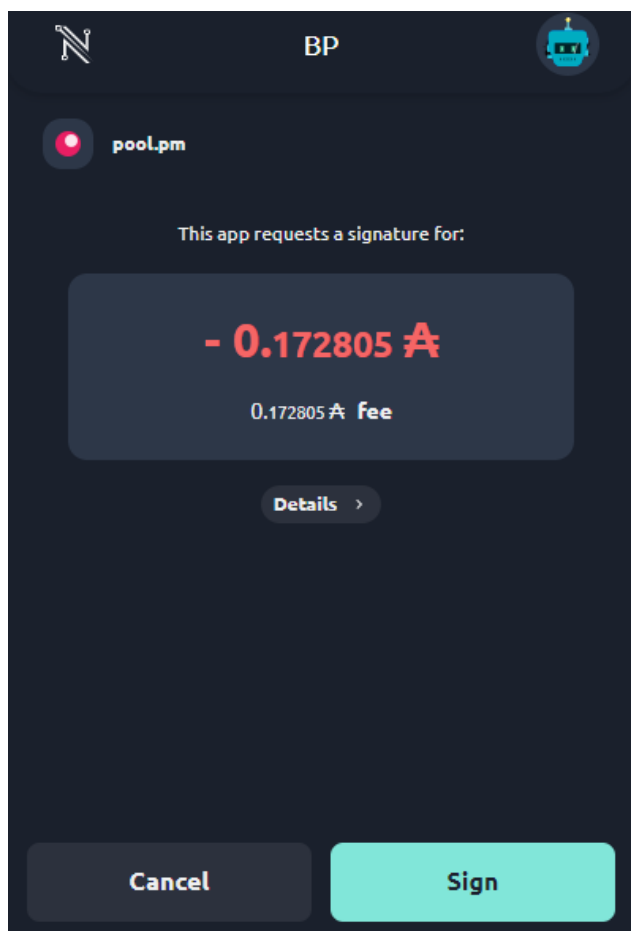 BP
pool.pm
This app requests a signature for:
- 0.172805 ₳
0.172805 ₳ fee
Details >
Cancel
Sign